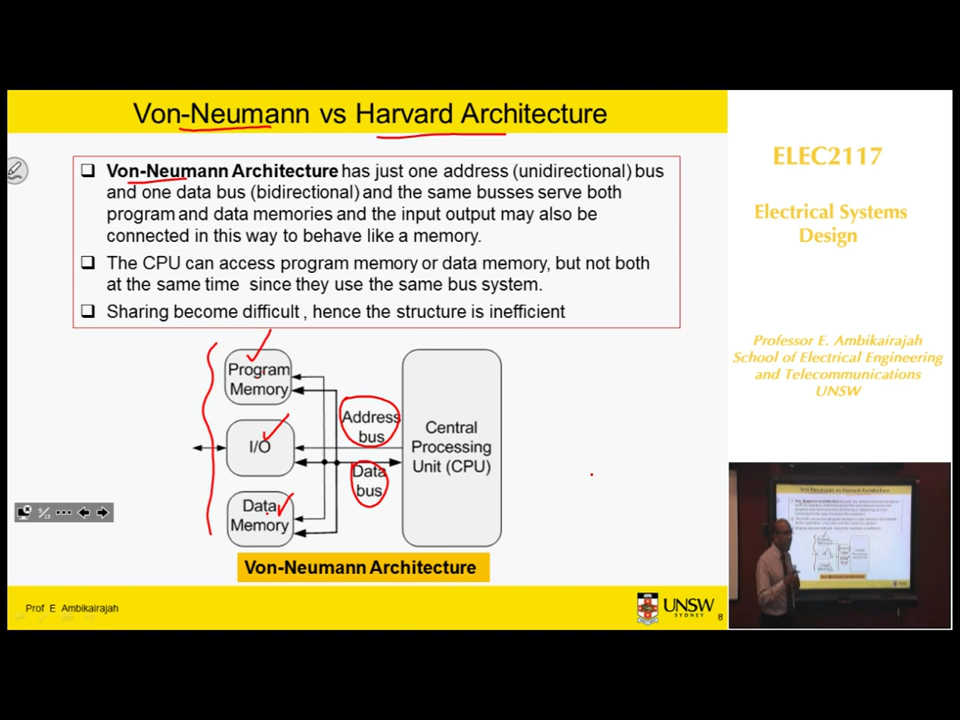 Von-Neumann vs Harvard Architecture
Von-Neumann Architecture has just one address (unidirectional) bus
and one data bus (bidirectional) and the same busses serve both
program and data memories and the input output may also be
connected in this way to behave like a memory.
The CPU can access program memory or data memory, but not both
at the same time since they use the same bus system.
Sharing become difficult , hence the structure is inefficient
Program
Memory
I/O
Data
Memory
Address
bus
Data
bus
Central
Processing
Unit (CPU)
Von-Neumann Architecture
Prof E Ambikairajah
UNSW
SYDNEY
8
ELEC2117
Electrical Systems
Design
Professor E. Ambikairajah
School of Electrical Engineering
and Telecommunications
UNSW
Von-Neumann vs Harvard Architecture